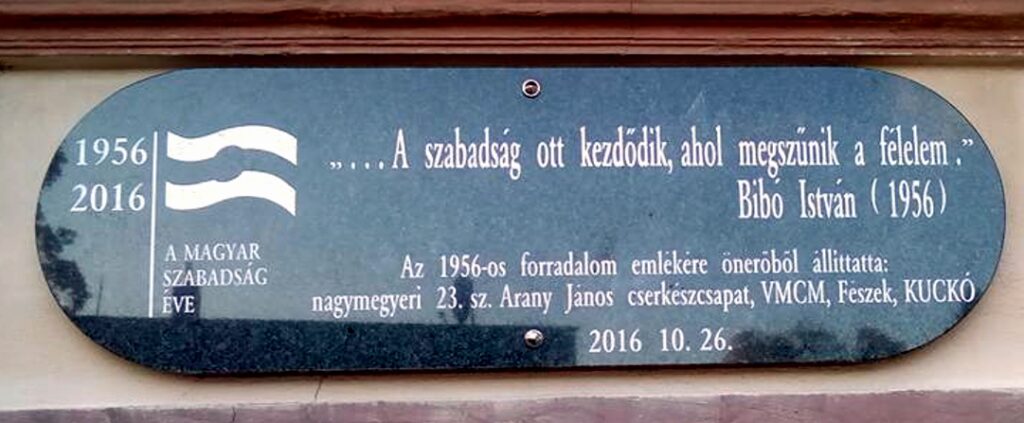 1956
2016
A MAGYAR
SZABADSÁG
ÉVE
„....A szabadság ott kezdődik, ahol megszűnik a félelem."
Bibó István (1956)
Az 1956-os forradalom emlékére önerőből állíttatta:
nagymegyeri 23. sz. Arany János cserkészcsapat, VMCM, Fészek, KUCKÓ
2016 10. 26.